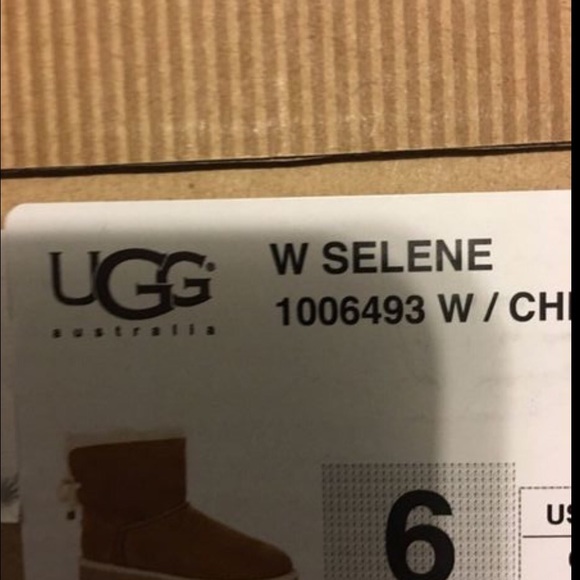 UGG®
australia
W SELENE
1006493 W / CH
6
US